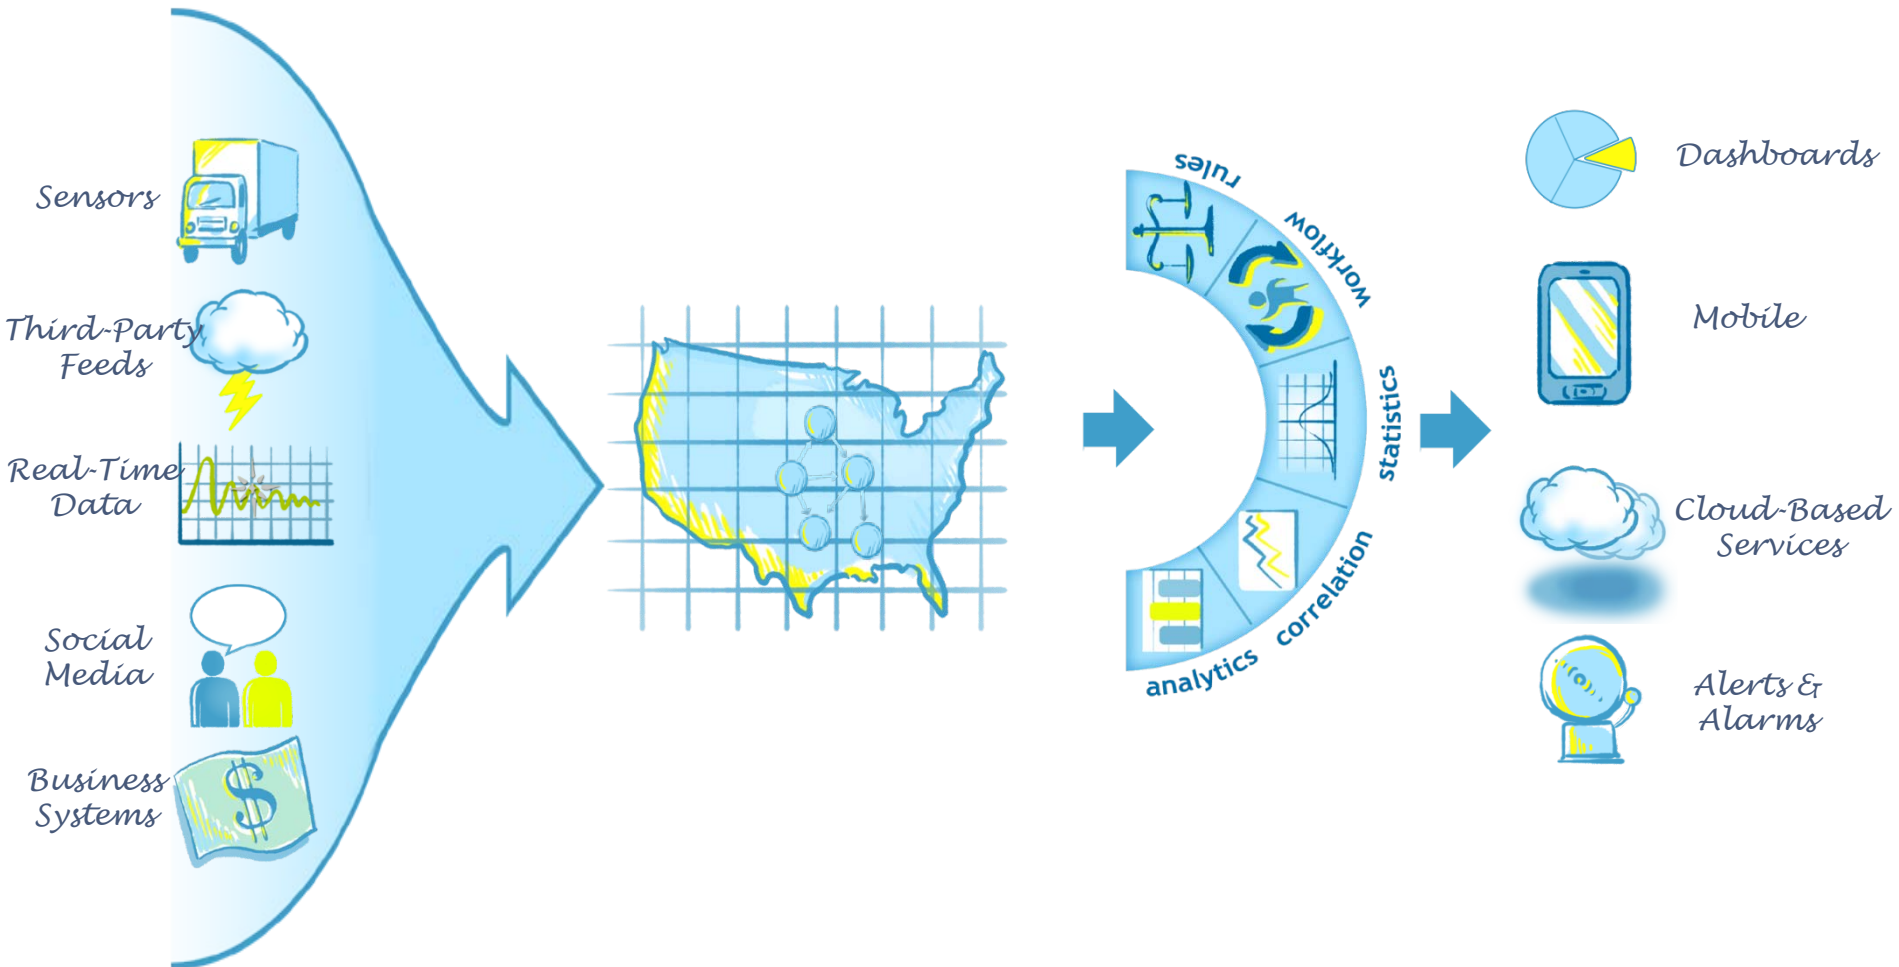 Sensors
Third-Party
Feeds
Real-Time
Data
Social
Media
Business
Systems
$
rules
workflow
statistics
correlation
analytics
Dashboards
Mobile
Cloud-Based
Services
Alerts &
Alarms